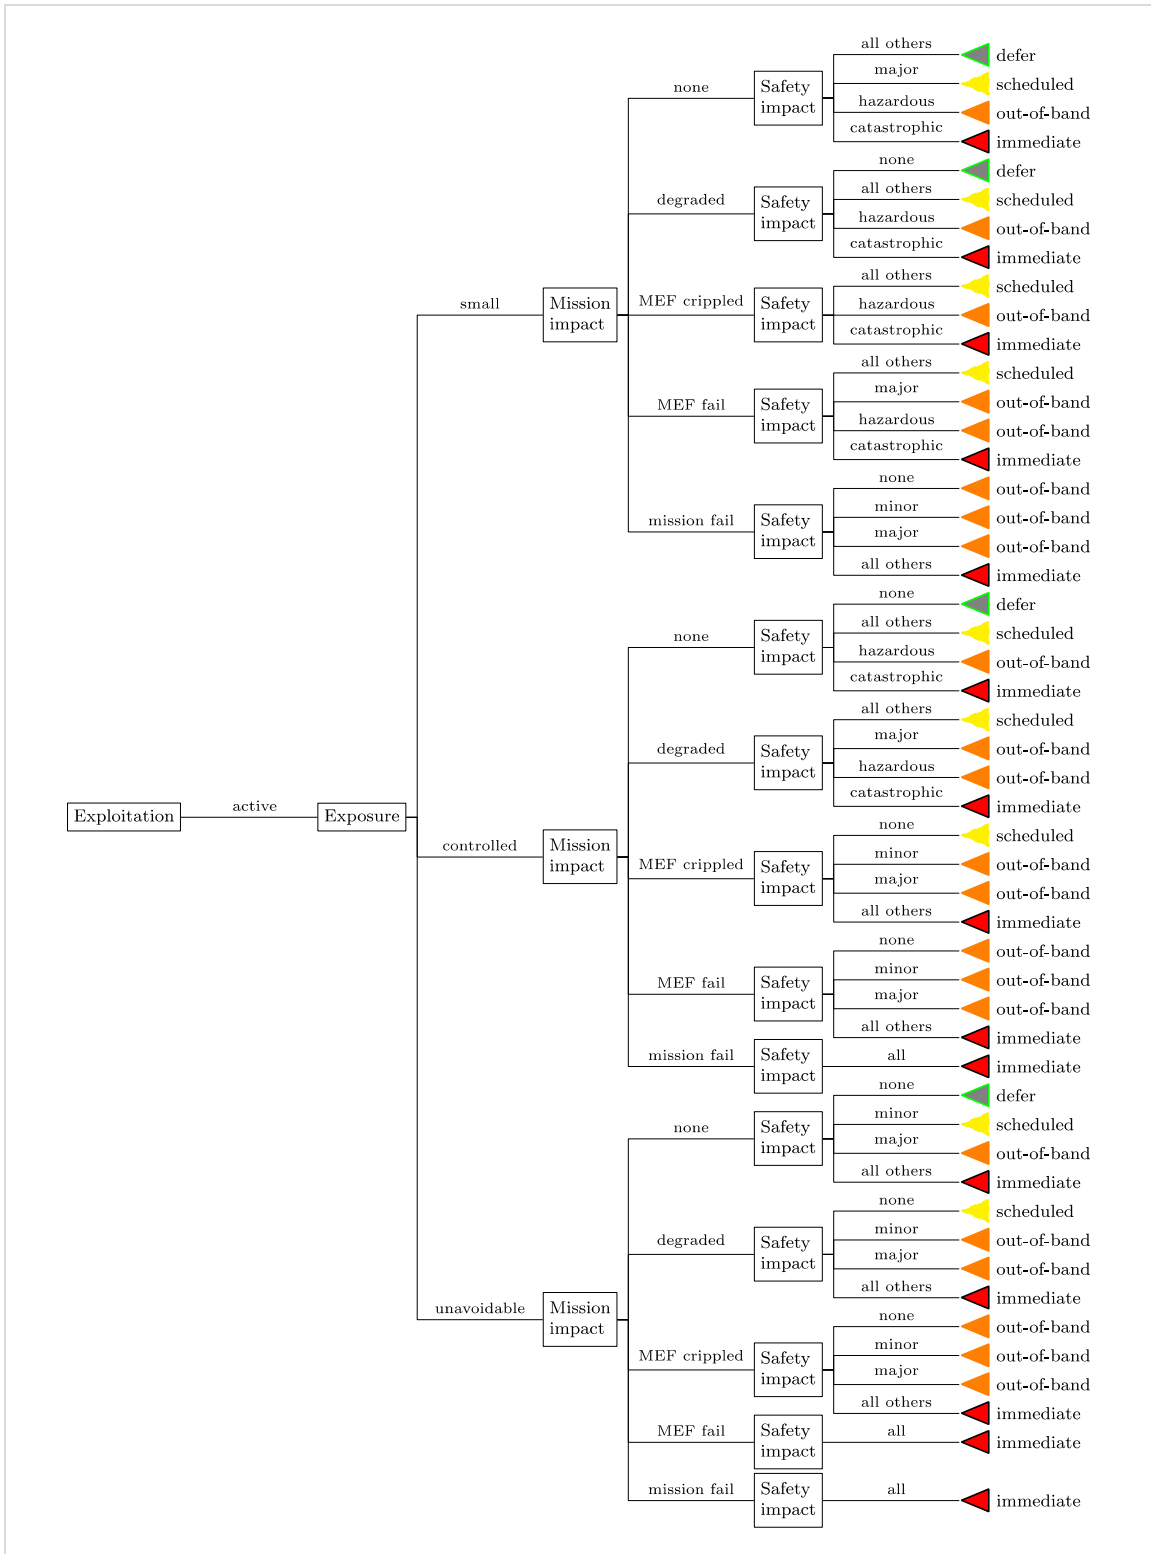 all others
defer
major
scheduled
none
Safety
impact
hazardous
out-of-band
catastrophic
immediate
none
defer
degraded
Safety
impact
all others
scheduled
hazardous
out-of-band
catastrophic
immediate
small
Mission
impact
MEF crippled
Safety
impact
all others
scheduled
hazardous
out-of-band
catastrophic
immediate
MEF fail
Safety
impact
all others
scheduled
major
out-of-band
hazardous
out-of-band
catastrophic
immediate
mission fail
Safety
impact
none
out-of-band
minor
out-of-band
major
out-of-band
all others
immediate
none
Safety
impact
none
defer
all others
scheduled
hazardous
out-of-band
catastrophic
immediate
degraded
Safety
impact
all others
scheduled
major
out-of-band
hazardous
out-of-band
catastrophic
immediate
Exploitation
active
Exposure
controlled
Mission
impact
MEF crippled
Safety
impact
none
scheduled
minor
out-of-band
major
out-of-band
all others
immediate
MEF fail
Safety
impact
none
out-of-band
minor
out-of-band
major
out-of-band
all others
immediate
mission fail
Safety
impact
all
immediate
none
Safety
impact
none
defer
minor
scheduled
major
out-of-band
all others
immediate
degraded
Safety
impact
none
scheduled
minor
out-of-band
major
out-of-band
all others
immediate
unavoidable
Mission
impact
MEF crippled
Safety
impact
none
out-of-band
minor
out-of-band
major
out-of-band
all others
immediate
MEF fail
Safety
impact
all
immediate
mission fail
Safety
impact
all
immediate